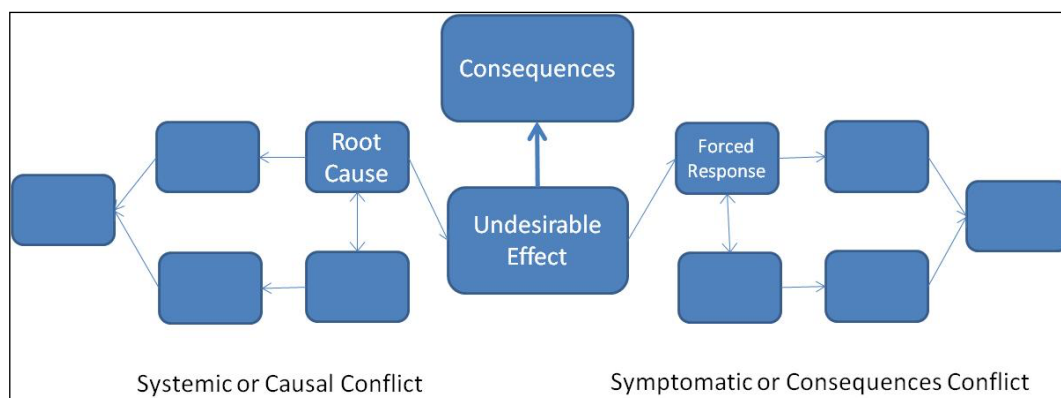 Consequences
Root
Cause
Forced
Response
Undesirable
Effect
Systemic or Causal Conflict
Symptomatic or Consequences Conflict